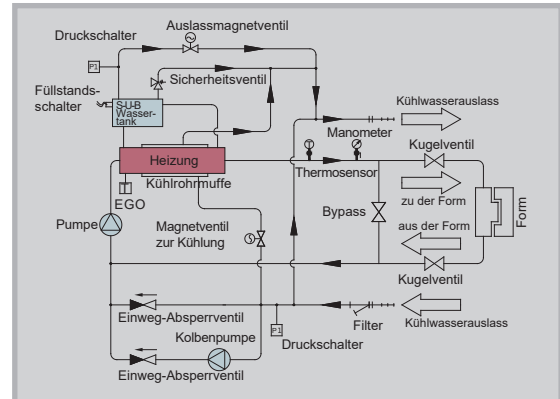 Auslassmagnetventil
Druckschalter
P1
Sicherheitsventil
Füllstands-
schalter
S-U-B
Wasser-
tank
Kühlwasserauslass
Manometer
Kugelventil
Heizung
Thermosensor
Kühlrohrmuffe
zu der Form
EGO
Magnetventil
zur Kühlung
Bypass
Form
Pumpe
aus der Form
Kugelventil
Einweg-Absperrventil
Filter
Kühlwasserauslass
Kolbenpumpe
P1
Druckschalter
Einweg-Absperrventil